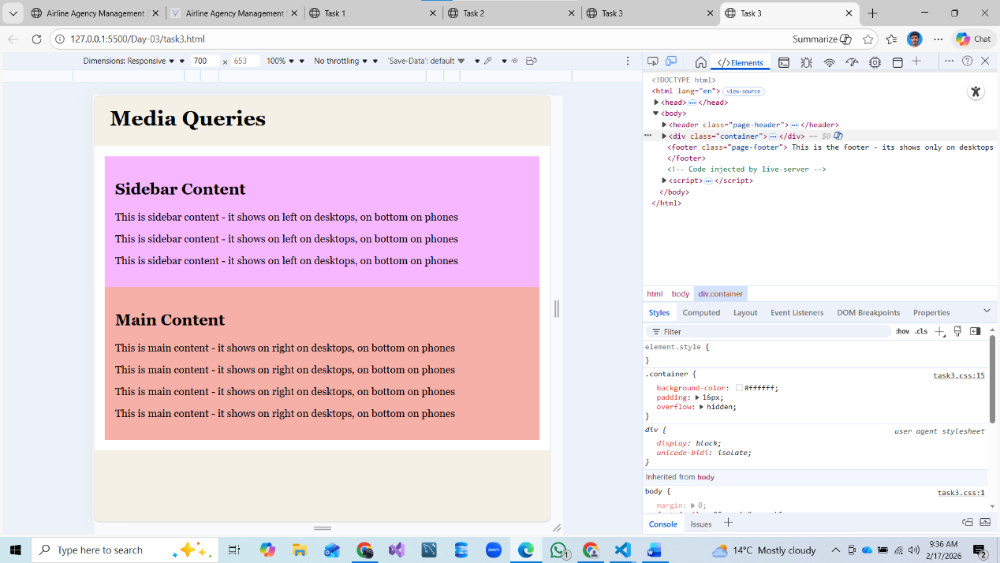 Airline Agency Management
Airline Agency Management
Task 1
Task 2
Task 3
Task 3
127.0.0.1:5500/Day-03/task3.html
Summarize
Chat
Dimensions: Responsive
700
×
653
100%
No throttling
'Save-Data': default
Media Queries
Sidebar Content
This is sidebar content - it shows on left on desktops, on bottom on phones
This is sidebar content - it shows on left on desktops, on bottom on phones
This is sidebar content - it shows on left on desktops, on bottom on phones
Main Content
This is main content - it shows on right on desktops, on bottom on phones
This is main content - it shows on right on desktops, on bottom on phones
This is main content - it shows on right on desktops, on bottom on phones
This is main content - it shows on right on desktops, on bottom on phones
</> Elements
<!DOCTYPE html>
<html lang="en"> view-source
<head> … </head>
<body>
<header class="page-header"> … </header>
<div class="container"> … </div> == $0
<footer class="page-footer"> This is the footer - its shows only on desktops
</footer>
<!-- Code injected by live-server -->
<script> … </script>
</body>
</html>
html body div.container
Styles Computed Layout Event Listeners DOM Breakpoints Properties
Filter :hov .cls
element.style {
}
.container { task3.css:15
background-color: #ffffff;
padding: 16px;
overflow: hidden;
}
div { user agent stylesheet
display: block;
unicode-bidi: isolate;
}
Inherited from body
body { task3.css:1
margin: 0;
Console Issues
Type here to search
zoom
1
14°C Mostly cloudy
9:36 AM
2/17/2026
2